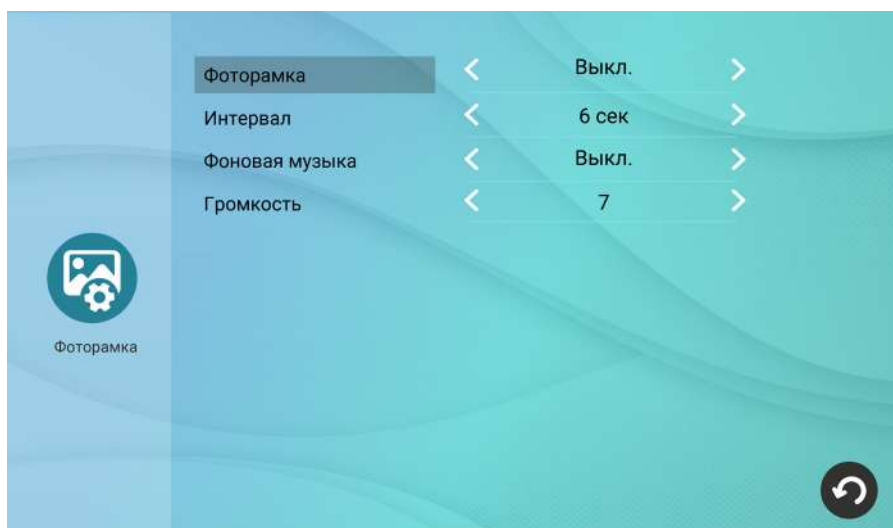 Фоторамка Выкл.
Интервал 6 сек
Фоновая музыка Выкл.
Громкость 7
Фоторамка